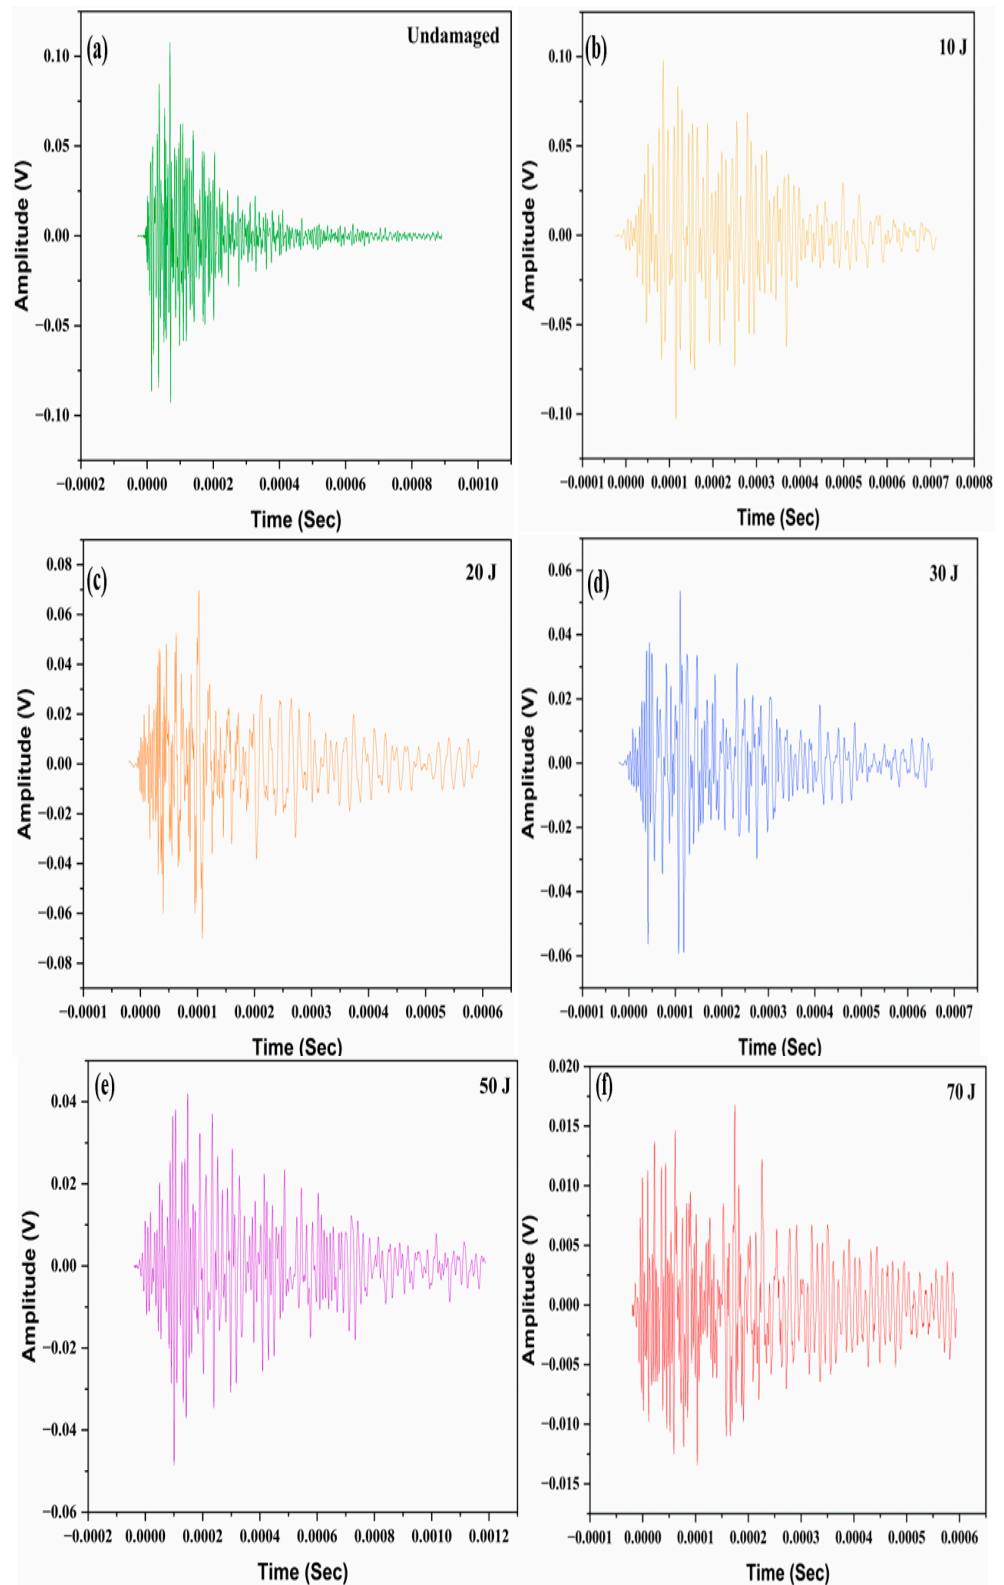 (a) Undamaged
0.10
0.05
0.00
−0.05
−0.10
Amplitude (V)
−0.0002 0.0000 0.0002 0.0004 0.0006 0.0008 0.0010
Time (Sec)
(b) 10 J
0.10
0.05
0.00
−0.05
−0.10
Amplitude (V)
−0.0001 0.0000 0.0001 0.0002 0.0003 0.0004 0.0005 0.0006 0.0007 0.0008
Time (Sec)
(c) 20 J
0.08
0.06
0.04
0.02
0.00
−0.02
−0.04
−0.06
−0.08
Amplitude (V)
−0.0001 0.0000 0.0001 0.0002 0.0003 0.0004 0.0005 0.0006
Time (Sec)
(d) 30 J
0.06
0.04
0.02
0.00
−0.02
−0.04
−0.06
Amplitude (V)
−0.0001 0.0000 0.0001 0.0002 0.0003 0.0004 0.0005 0.0006 0.0007
Time (Sec)
(e) 50 J
0.04
0.02
0.00
−0.02
−0.04
−0.06
Amplitude (V)
−0.0002 0.0000 0.0002 0.0004 0.0006 0.0008 0.0010 0.0012
Time (Sec)
(f) 70 J
0.020
0.015
0.010
0.005
0.000
−0.005
−0.010
−0.015
Amplitude (V)
−0.0001 0.0000 0.0001 0.0002 0.0003 0.0004 0.0005 0.0006
Time (Sec)